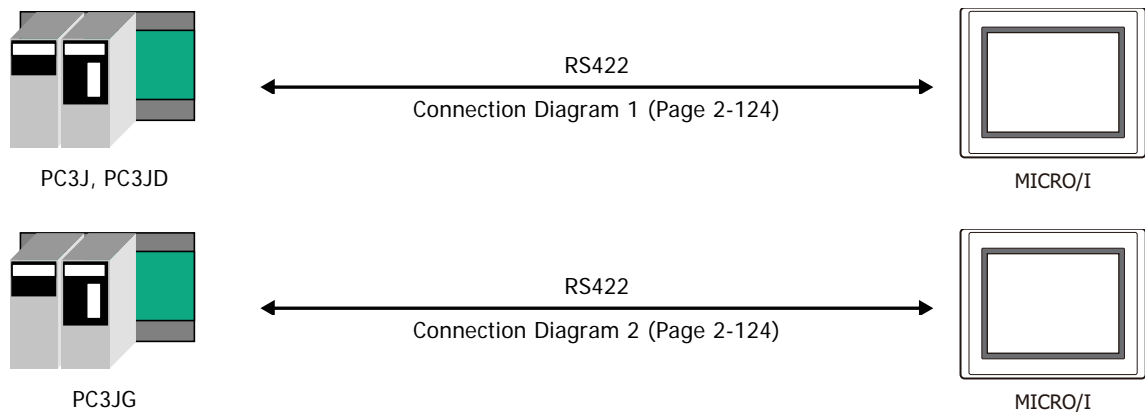 RS422
Connection Diagram 1 (Page 2-124)
PC3J, PC3JD
MICRO/I
RS422
Connection Diagram 2 (Page 2-124)
PC3JG
MICRO/I